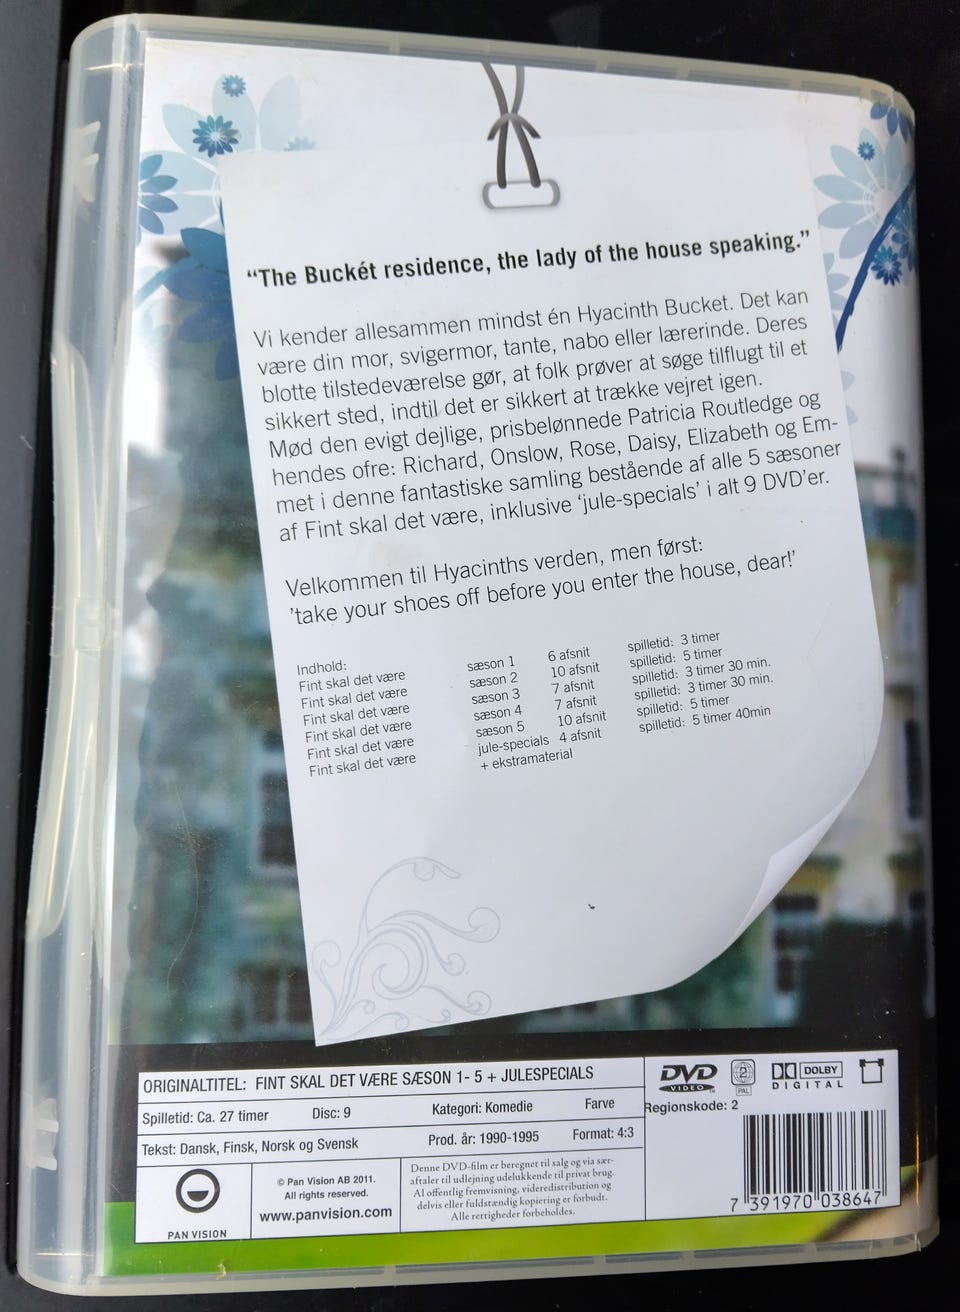 “The Buckét residence, the lady of the house speaking.”
Vi kender allesammen mindst én Hyacinth Bucket. Det kan
være din mor, svigermor, tante, nabo eller lærerinde. Deres
blotte tilstedeværelse gør, at folk prøver at søge tilflugt til et
sikkert sted, indtil det er sikkert at trække vejret igen.
Mød den evigt dejlige, prisbelønnede Patricia Routledge og
hendes ofre: Richard, Onslow, Rose, Daisy, Elizabeth og Em-
met i denne fantastiske samling bestående af alle 5 sæsoner
af Fint skal det være, inklusive ‘jule-specials’ i alt 9 DVD’er.
Velkommen til Hyacinths verden, men først:
’take your shoes off before you enter the house, dear!’
Indhold:
Fint skal det være sæson 1 6 afsnit spilletid: 3 timer
Fint skal det være sæson 2 10 afsnit spilletid: 5 timer
Fint skal det være sæson 3 7 afsnit spilletid: 3 timer 30 min.
Fint skal det være sæson 4 7 afsnit spilletid: 3 timer 30 min.
Fint skal det være sæson 5 10 afsnit spilletid: 5 timer
Fint skal det være jule-specials 4 afsnit spilletid: 5 timer 40min
+ ekstramaterial
ORIGINALTITEL: FINT SKAL DET VÆRE SÆSON 1- 5 + JULESPECIALS
Spilletid: Ca. 27 timer Disc: 9 Kategori: Komedie Farve
Tekst: Dansk, Finsk, Norsk og Svensk Prod. år: 1990-1995 Format: 4:3
PAN VISION
© Pan Vision AB 2011.
All rights reserved.
www.panvision.com
Denne DVD-film er beregnet til salg og via sær-
aftaler til udlejning udelukkende til privat brug.
Al offentlig fremvisning, videredistribution og
delvis eller fuldstændig kopiering er forbudt.
Alle rettigheder forbeholdes.
DVD VIDEO 2 PAL DOLBY DIGITAL
Regionskode: 2
7 391970 038647